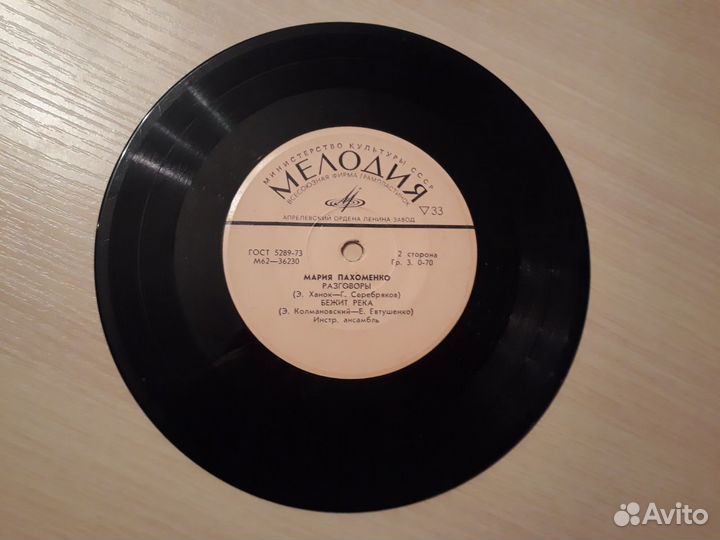 МИНИСТЕРСТВО КУЛЬТУРЫ СССР
МЕЛОДИЯ
ВСЕСОЮЗНАЯ ФИРМА ГРАМПЛАСТИНОК
АПРЕЛЕВСКИЙ ОРДЕНА ЛЕНИНА ЗАВОД
▽33
ГОСТ 5289-73
М62—36230
2 сторона
Гр. 3. 0-70
МАРИЯ ПАХОМЕНКО
РАЗГОВОРЫ
(Э. Ханок—Г. Серебряков)
БЕЖИТ РЕКА
(Э. Колмановский—Е. Евтушенко)
Инстр. ансамбль
Avito